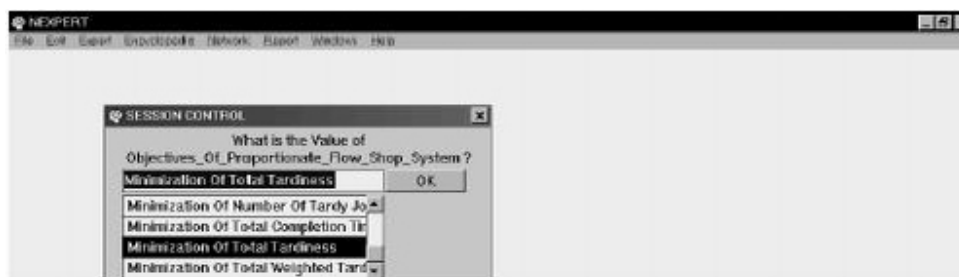 NEXPERT
File Edit Expert Encyclopedia Network Report Windows Help
SESSION CONTROL
What is the Value of
Objectives_Of_Proportionate_Flow_Shop_System ?
Minimization Of Total Tardiness
OK
Minimization Of Number Of Tardy Jo
Minimization Of Total Completion Tim
Minimization Of Total Tardiness
Minimization Of Total Weighted Tard